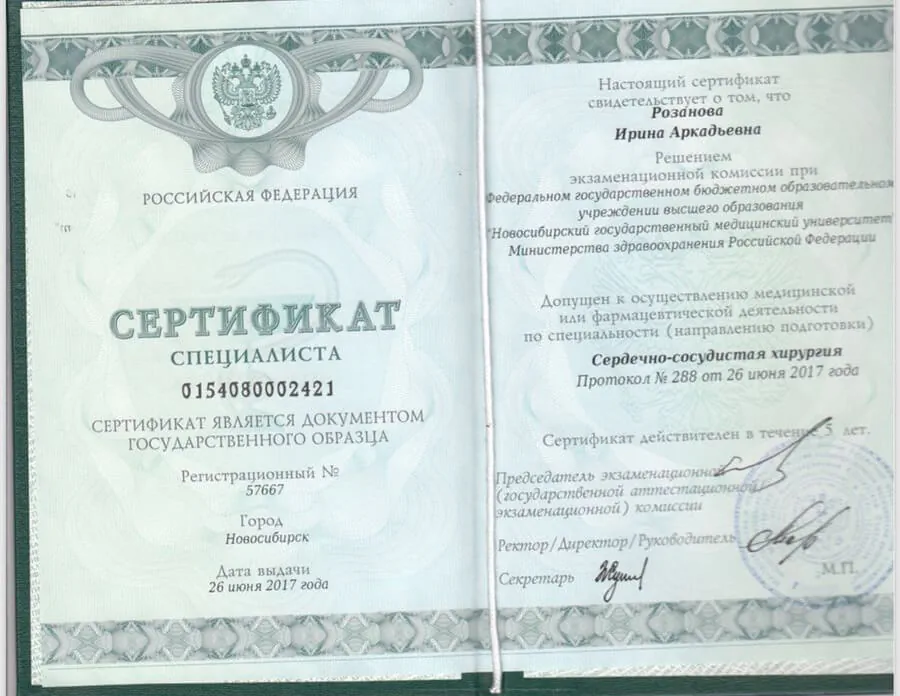 РОССИЙСКАЯ ФЕДЕРАЦИЯ
СЕРТИФИКАТ
СПЕЦИАЛИСТА
0154080002421
СЕРТИФИКАТ ЯВЛЯЕТСЯ ДОКУМЕНТОМ
ГОСУДАРСТВЕННОГО ОБРАЗЦА
Регистрационный №
57667
Город
Новосибирск
Дата выдачи
26 июня 2017 года
Настоящий сертификат
свидетельствует о том, что
Розанова
Ирина Аркадьевна
Решением
экзаменационной комиссии при
Федеральном государственном бюджетном образовательном
учреждении высшего образования
"Новосибирский государственный медицинский университет"
Министерства здравоохранения Российской Федерации
Допущен к осуществлению медицинской
или фармацевтической деятельности
по специальности (направлению подготовки)
Сердечно-сосудистая хирургия
Протокол № 288 от 26 июня 2017 года
Сертификат действителен в течение 5 лет.
Председатель экзаменационной
(государственной аттестационной,
экзаменационной) комиссии
Ректор/Директор/Руководитель
Секретарь
М.П.